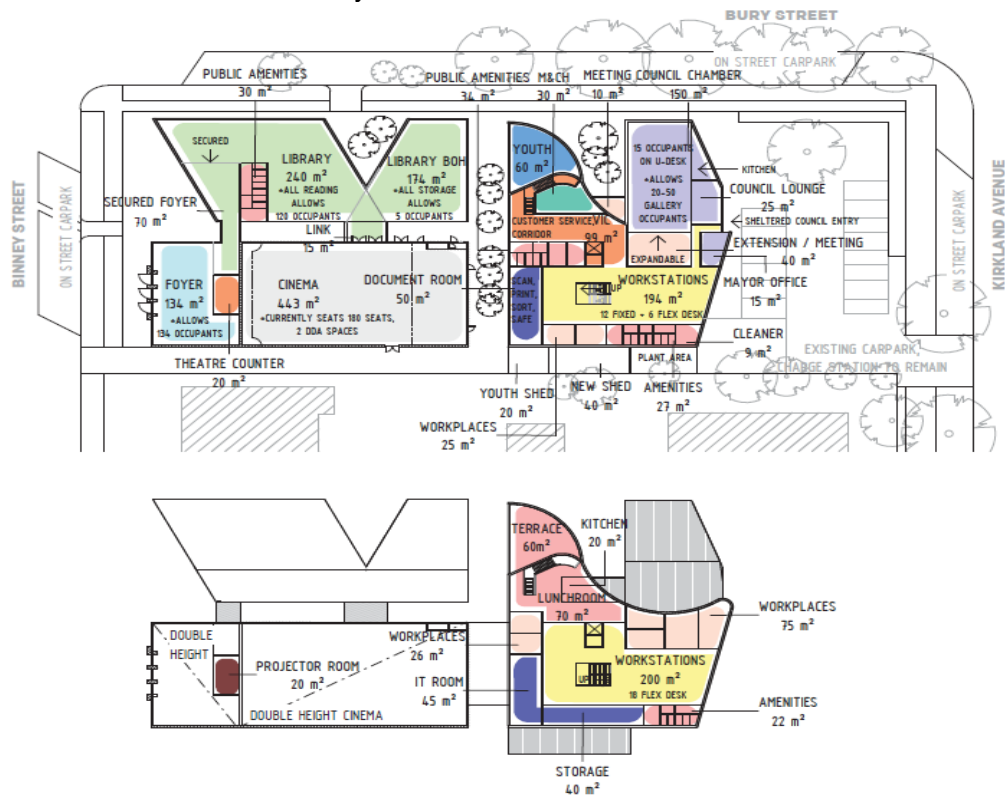 BURY STREET
ON STREET CARPARK
PUBLIC AMENITIES
30 m²
PUBLIC AMENITIES
34 m²
M&CH
30 m²
MEETING
10 m²
COUNCIL CHAMBER
150 m²
SECURED
LIBRARY
240 m²
*ALL READING
ALLOWS
120 OCCUPANTS
LIBRARY BOH
174 m²
*ALL STORAGE
ALLOWS
5 OCCUPANTS
YOUTH
60 m²
15 OCCUPANTS
ON U-DESK
*ALLOWS
20-50
GALLERY
OCCUPANTS
KITCHEN
COUNCIL LOUNGE
25 m²
SHELTERED COUNCIL ENTRY
BINNEY STREET
ON STREET CARPARK
SECURED FOYER
70 m²
LINK
15 m²
CUSTOMER SERVICE,VIC
CORRIDOR
99 m²
EXPANDABLE
EXTENSION / MEETING
40 m²
MAYOR OFFICE
15 m²
ON STREET CARPARK
KIRKLAND AVENUE
FOYER
134 m²
*ALLOWS
134 OCCUPANTS
CINEMA
443 m²
*CURRENTLY SEATS 180 SEATS,
2 DDA SPACES
DOCUMENT ROOM
50 m²
SCAN,
PRINT,
SORT,
SAFE
UP
WORKSTATIONS
194 m²
12 FIXED + 6 FLEX DESK
CLEANER
9 m²
EXISTING CARPARK,
CHARGE STATION TO REMAIN
THEATRE COUNTER
20 m²
PLANT AREA
YOUTH SHED
20 m²
NEW SHED
40 m²
AMENITIES
27 m²
WORKPLACES
25 m²
TERRACE
60m²
KITCHEN
20 m²
LUNCHROOM
70 m²
WORKPLACES
75 m²
DOUBLE
HEIGHT
PROJECTOR ROOM
20 m²
DOUBLE HEIGHT CINEMA
WORKPLACES
26 m²
IT ROOM
45 m²
UP
WORKSTATIONS
200 m²
18 FLEX DESK
AMENITIES
22 m²
STORAGE
40 m²